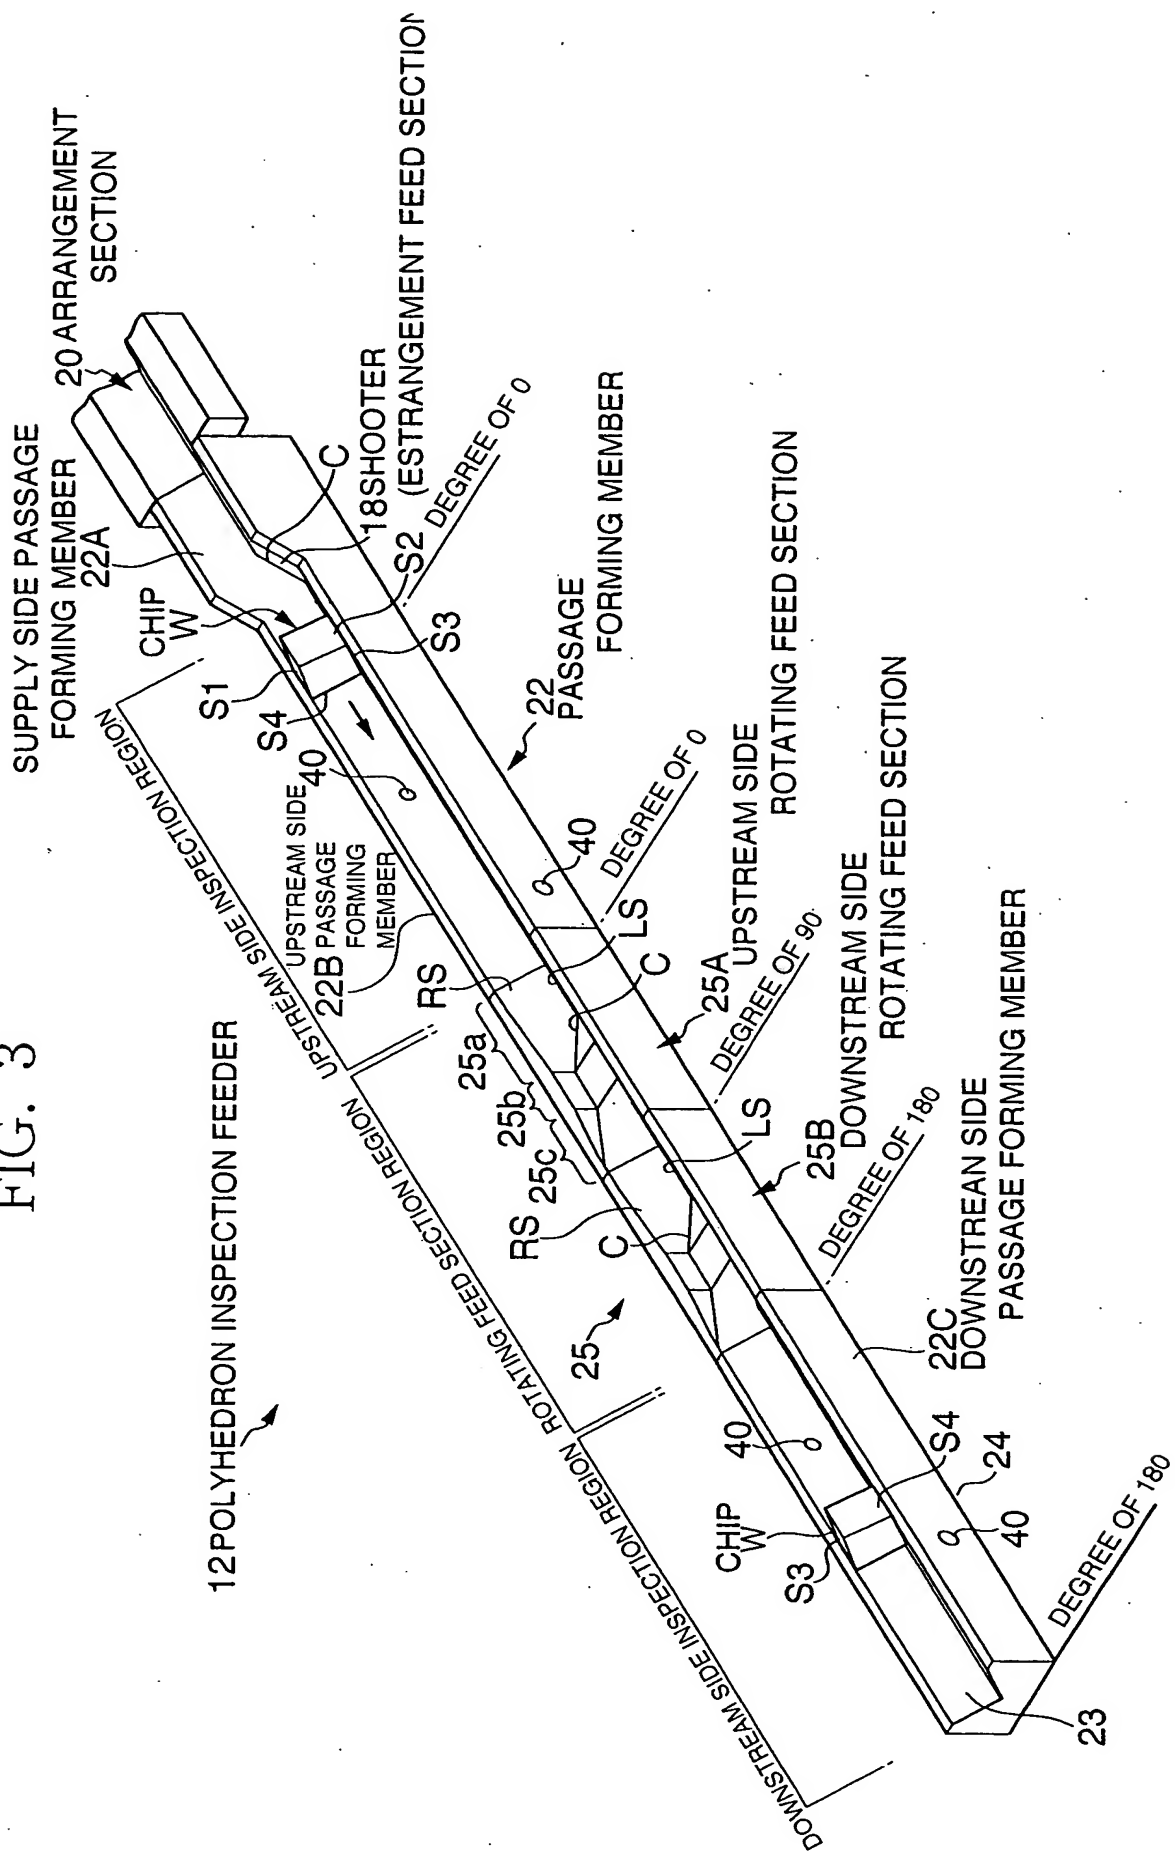 FIG. 3
12 POLYHEDRON INSPECTION FEEDER
SUPPLY SIDE PASSAGE
FORMING MEMBER
22A
20 ARRANGEMENT
SECTION
CHIP
W
C
18 SHOOTER
(ESTRANGEMENT FEED SECTION
S1
S2
S3
S4
DEGREE OF 0
40
UPSTREAM SIDE INSPECTION REGION
UPSTREAM SIDE
22B PASSAGE
FORMING
MEMBER
22
PASSAGE
FORMING MEMBER
40
DEGREE OF 0
RS
LS
C
25a
25b
25c
25A
UPSTREAM SIDE
ROTATING FEED SECTION
ROTATING FEED SECTION REGION
DEGREE OF 90
RS
LS
C
25
25B
DOWNSTREAM SIDE
ROTATING FEED SECTION
DEGREE OF 180
22C
DOWNSTREAN SIDE
PASSAGE FORMING MEMBER
DOWNSTREAM SIDE INSPECTION REGION
40
CHIP
W
S3
S4
24
40
DEGREE OF 180
23